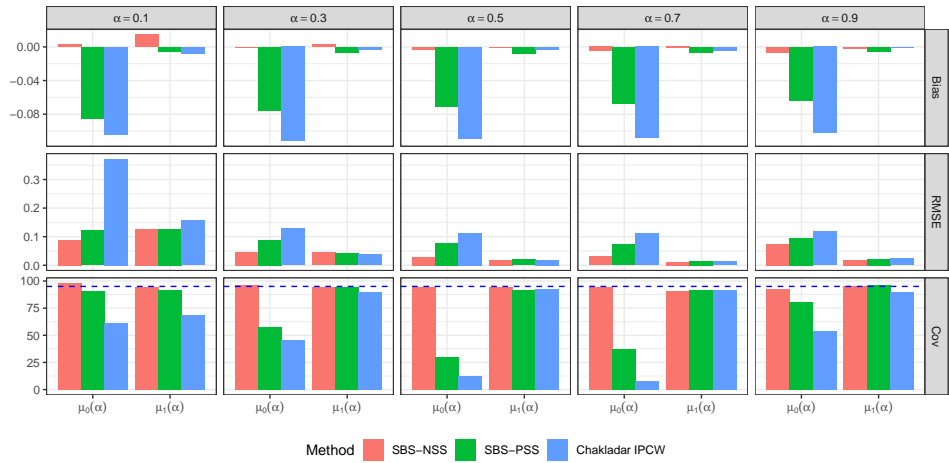 α = 0.1 α = 0.3 α = 0.5 α = 0.7 α = 0.9
0.00
−0.04
−0.08
Bias
0.3
0.2
0.1
0.0
RMSE
100
75
50
25
0
Cov
μ₀(α) μ₁(α) μ₀(α) μ₁(α) μ₀(α) μ₁(α) μ₀(α) μ₁(α) μ₀(α) μ₁(α)
Method SBS−NSS SBS−PSS Chakladar IPCW